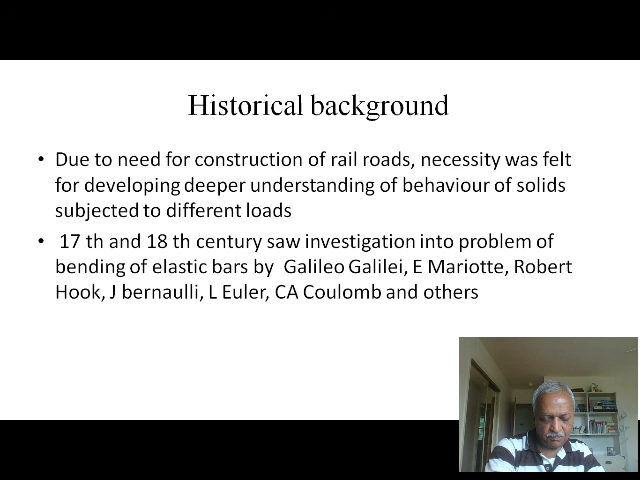 Historical background
• Due to need for construction of rail roads, necessity was felt
for developing deeper understanding of behaviour of solids
subjected to different loads
• 17 th and 18 th century saw investigation into problem of
bending of elastic bars by Galileo Galilei, E Mariotte, Robert
Hook, J bernaulli, L Euler, CA Coulomb and others